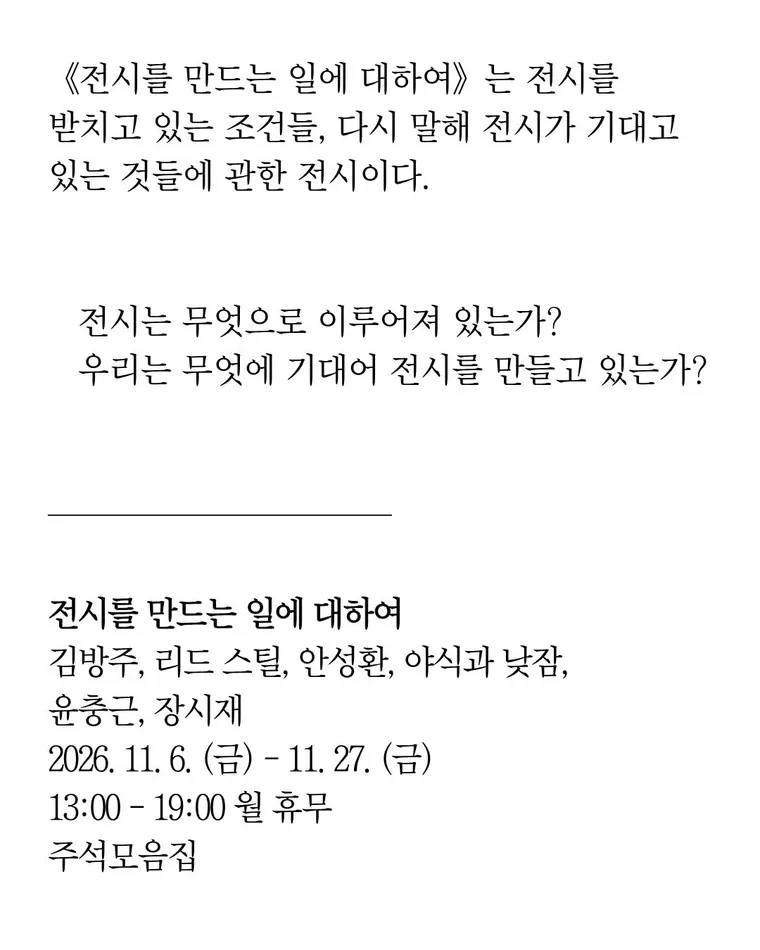 《전시를 만드는 일에 대하여》는 전시를
받치고 있는 조건들, 다시 말해 전시가 기대고
있는 것들에 관한 전시이다.
전시는 무엇으로 이루어져 있는가?
우리는 무엇에 기대어 전시를 만들고 있는가?
전시를 만드는 일에 대하여
김방주, 리드 스틸, 안성환, 야식과 낮잠,
윤충근, 장시재
2026. 11. 6. (금) – 11. 27. (금)
13:00 – 19:00 월 휴무
주석모음집